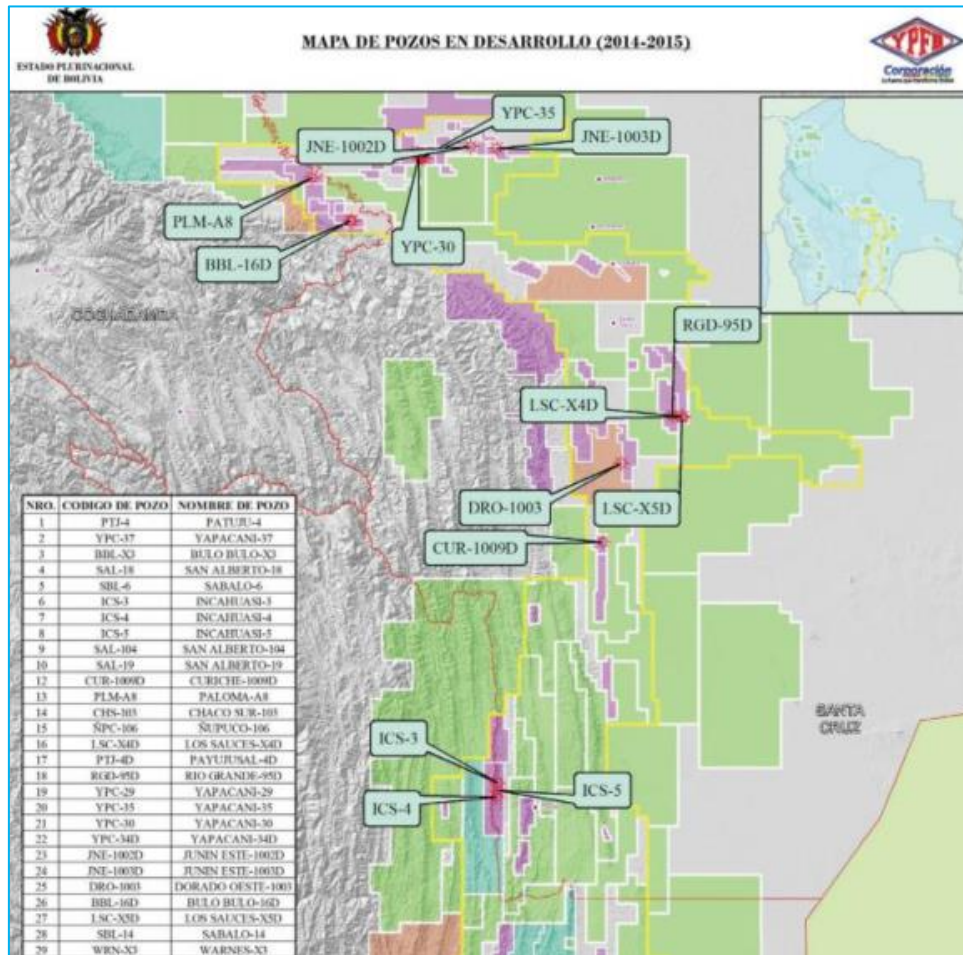 ESTADO PLURINACIONAL
DE BOLIVIA
MAPA DE POZOS EN DESARROLLO (2014-2015)
YPFB
Corporación
YPC-35
JNE-1002D
JNE-1003D
PLM-A8
YPC-30
BBL-16D
COCHABAMBA
RGD-95D
LSC-X4D
DRO-1003
LSC-X5D
CUR-1009D
SANTA
CRUZ
ICS-3
ICS-5
ICS-4
NRO. CODIGO DE POZO NOMBRE DE POZO
1 PTJ-4 PATUJU-4
2 YPC-37 YAPACANI-37
3 BBL-X3 BULO BULO-X3
4 SAL-18 SAN ALBERTO-18
5 SBL-6 SABALO-6
6 ICS-3 INCAHUASI-3
7 ICS-4 INCAHUASI-4
8 ICS-5 INCAHUASI-5
9 SAL-104 SAN ALBERTO-104
10 SAL-19 SAN ALBERTO-19
12 CUR-1009D CURICHE-1009D
13 PLM-A8 PALOMA-A8
14 CHS-103 CHACO SUR-103
15 ÑPC-106 ÑUPUCO-106
16 LSC-X4D LOS SAUCES-X4D
17 PTJ-4D PAYUJUSAL-4D
18 RGD-95D RIO GRANDE-95D
19 YPC-29 YAPACANI-29
20 YPC-35 YAPACANI-35
21 YPC-30 YAPACANI-30
22 YPC-34D YAPACANI-34D
23 JNE-1002D JUNIN ESTE-1002D
24 JNE-1003D JUNIN ESTE-1003D
25 DRO-1003 DORADO OESTE-1003
26 BBL-16D BULO BULO-16D
27 LSC-X5D LOS SAUCES-X5D
28 SBL-14 SABALO-14
29 WRN-X3 WARNES-X3